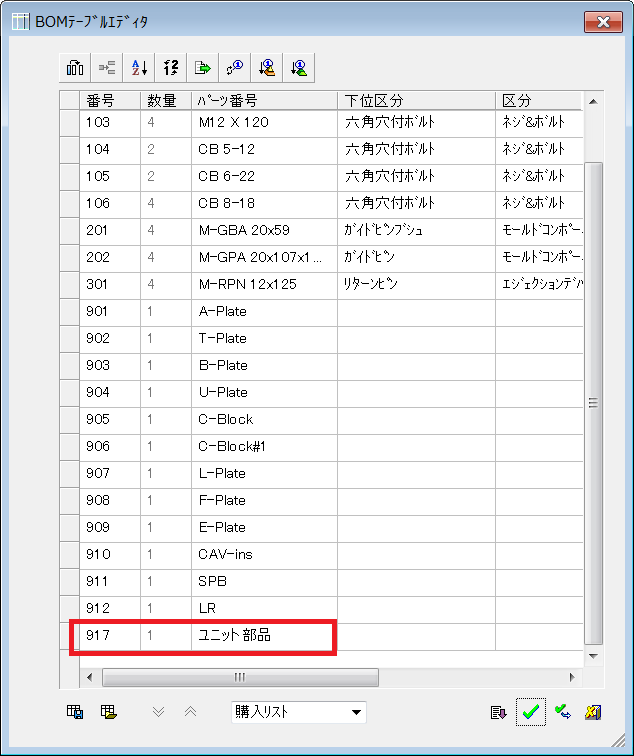 BOMﾃｰﾌﾞﾙｴﾃﾞｨﾀ
番号 数量 ﾊﾟｰﾂ番号 下位区分 区分
103 4 M12 X 120 六角穴付ﾎﾞﾙﾄ ﾈｼﾞ&ﾎﾞﾙﾄ
104 2 CB 5-12 六角穴付ﾎﾞﾙﾄ ﾈｼﾞ&ﾎﾞﾙﾄ
105 2 CB 6-22 六角穴付ﾎﾞﾙﾄ ﾈｼﾞ&ﾎﾞﾙﾄ
106 4 CB 8-18 六角穴付ﾎﾞﾙﾄ ﾈｼﾞ&ﾎﾞﾙﾄ
201 4 M-GBA 20x59 ｶﾞｲﾄﾞﾋﾟﾝﾌﾞｼｭ ﾓｰﾙﾄﾞｺﾝﾎﾟｰ
202 4 M-GPA 20x107x1... ｶﾞｲﾄﾞﾋﾟﾝ ﾓｰﾙﾄﾞｺﾝﾎﾟｰ
301 4 M-RPN 12x125 ﾘﾀｰﾝﾋﾟﾝ ｴｼﾞｪｸｼｮﾝﾃﾞﾊ
901 1 A-Plate
902 1 T-Plate
903 1 B-Plate
904 1 U-Plate
905 1 C-Block
906 1 C-Block#1
907 1 L-Plate
908 1 F-Plate
909 1 E-Plate
910 1 CAV-ins
911 1 SPB
912 1 LR
917 1 ユニット部品
購入ﾘｽﾄ